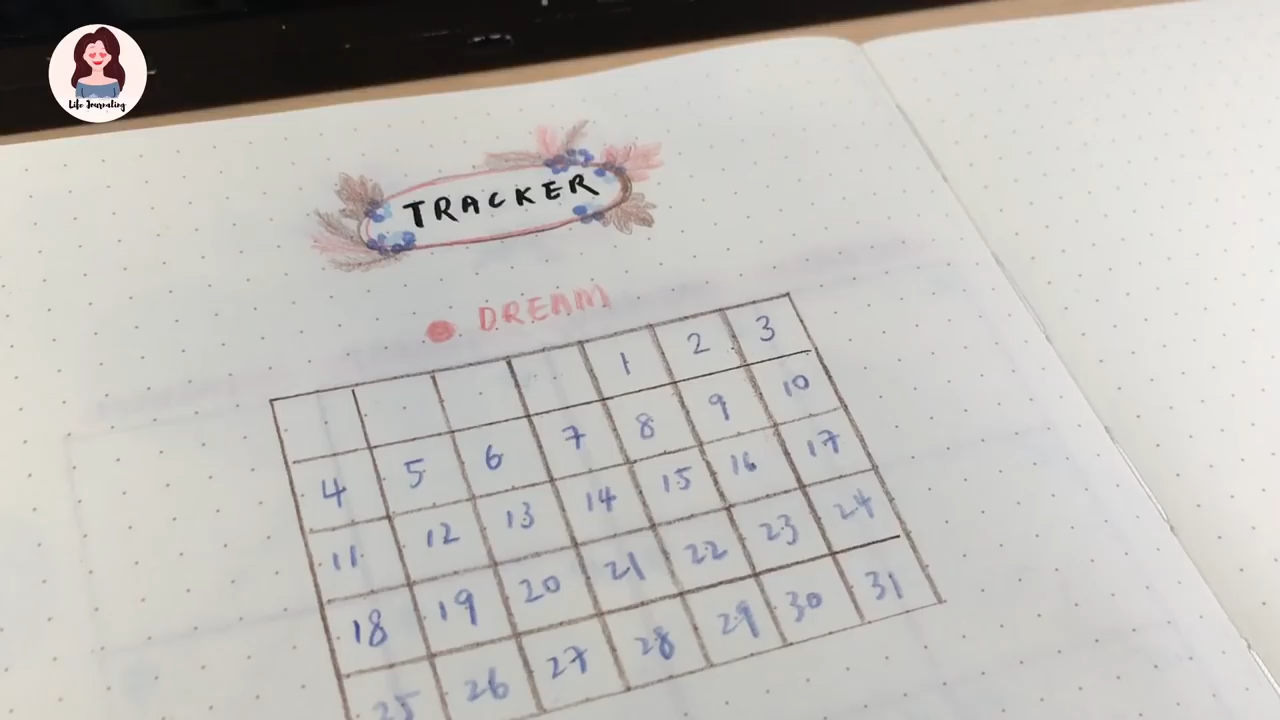 Life Journaling
TRACKER
DREAM
1 2 3
4 5 6 7 8 9 10
11 12 13 14 15 16 17
18 19 20 21 22 23 24
25 26 27 28 29 30 31